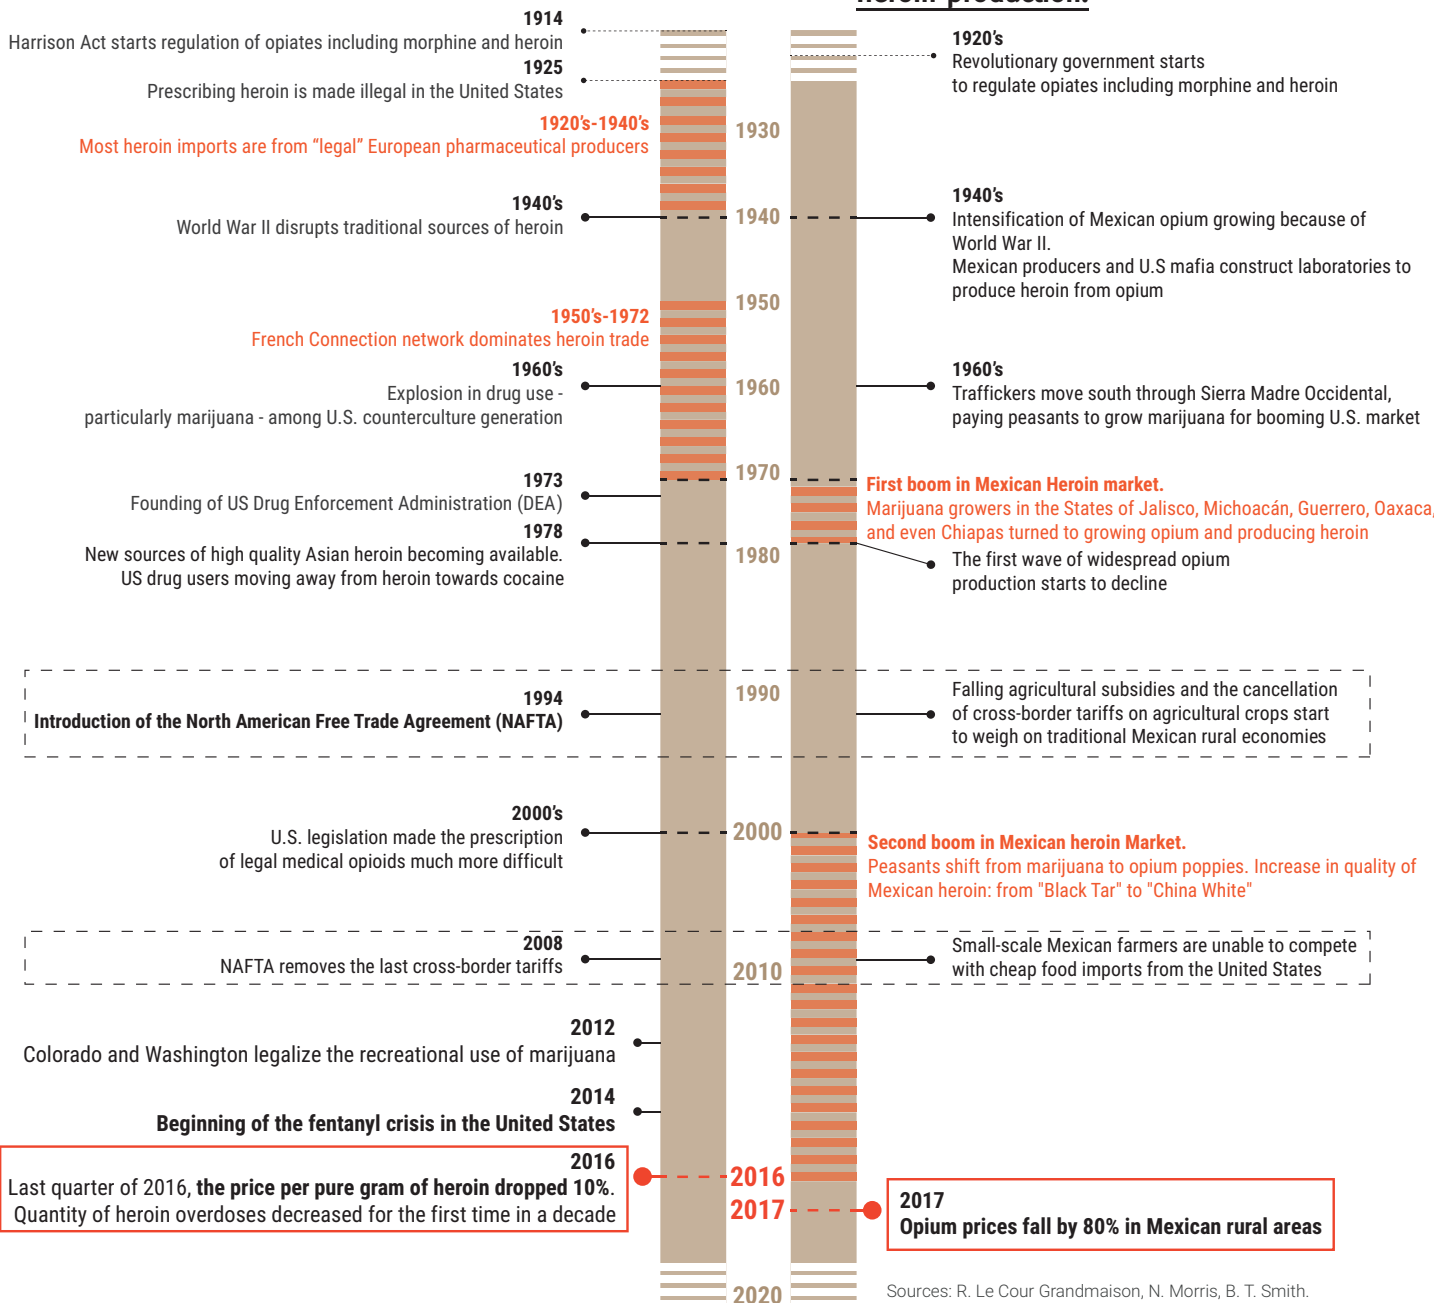 heroin production.
1914
Harrison Act starts regulation of opiates including morphine and heroin
1925
Prescribing heroin is made illegal in the United States
1920's-1940's
Most heroin imports are from “legal” European pharmaceutical producers
1940's
World War II disrupts traditional sources of heroin
1950's-1972
French Connection network dominates heroin trade
1960's
Explosion in drug use -
particularly marijuana - among U.S. counterculture generation
1973
Founding of US Drug Enforcement Administration (DEA)
1978
New sources of high quality Asian heroin becoming available.
US drug users moving away from heroin towards cocaine
1994
Introduction of the North American Free Trade Agreement (NAFTA)
2000's
U.S. legislation made the prescription
of legal medical opioids much more difficult
2008
NAFTA removes the last cross-border tariffs
2012
Colorado and Washington legalize the recreational use of marijuana
2014
Beginning of the fentanyl crisis in the United States
2016
Last quarter of 2016, the price per pure gram of heroin dropped 10%.
Quantity of heroin overdoses decreased for the first time in a decade
1930
1940
1950
1960
1970
1980
1990
2000
2010
2016
2017
2020
1920's
Revolutionary government starts
to regulate opiates including morphine and heroin
1940's
Intensification of Mexican opium growing because of
World War II.
Mexican producers and U.S mafia construct laboratories to
produce heroin from opium
1960's
Traffickers move south through Sierra Madre Occidental,
paying peasants to grow marijuana for booming U.S. market
First boom in Mexican Heroin market.
Marijuana growers in the States of Jalisco, Michoacán, Guerrero, Oaxaca,
and even Chiapas turned to growing opium and producing heroin
The first wave of widespread opium
production starts to decline
Falling agricultural subsidies and the cancellation
of cross-border tariffs on agricultural crops start
to weigh on traditional Mexican rural economies
Second boom in Mexican heroin Market.
Peasants shift from marijuana to opium poppies. Increase in quality of
Mexican heroin: from "Black Tar" to "China White"
Small-scale Mexican farmers are unable to compete
with cheap food imports from the United States
2017
Opium prices fall by 80% in Mexican rural areas
Sources: R. Le Cour Grandmaison, N. Morris, B. T. Smith.